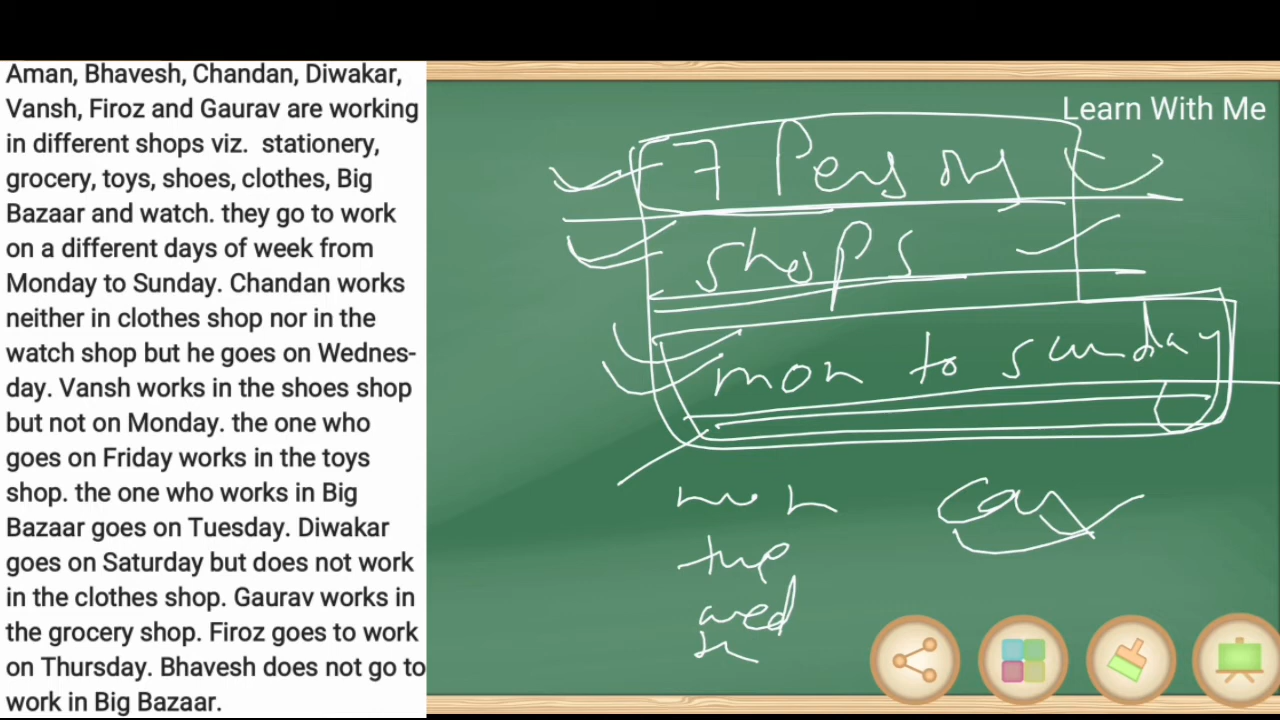 Aman, Bhavesh, Chandan, Diwakar,
Vansh, Firoz and Gaurav are working
in different shops viz. stationery,
grocery, toys, shoes, clothes, Big
Bazaar and watch. they go to work
on a different days of week from
Monday to Sunday. Chandan works
neither in clothes shop nor in the
watch shop but he goes on Wednes-
day. Vansh works in the shoes shop
but not on Monday. the one who
goes on Friday works in the toys
shop. the one who works in Big
Bazaar goes on Tuesday. Diwakar
goes on Saturday but does not work
in the clothes shop. Gaurav works in
the grocery shop. Firoz goes to work
on Thursday. Bhavesh does not go to
work in Big Bazaar.
Learn With Me
7 Persons
shops
mon to sunday
mon
tue
wed